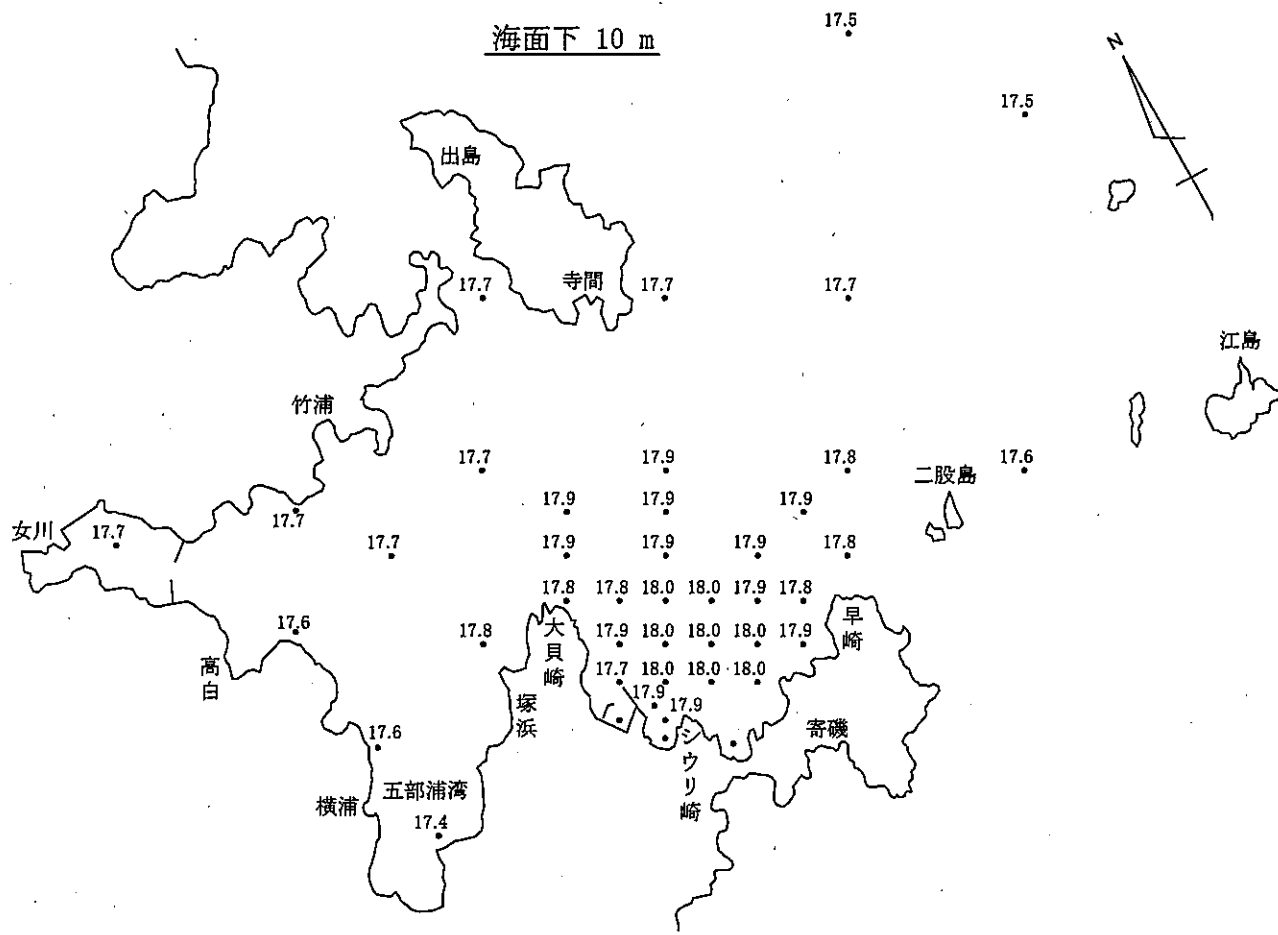 海面下 10 m
17.5
N
17.5
出島
寺間
17.7 17.7 17.7
江島
竹浦
17.7 17.9 17.8 17.6
二股島
17.9 17.9 17.9
女川
17.7
17.7
17.7 17.9 17.9 17.9 17.8
17.8 17.8 18.0 18.0 17.9 17.8
大貝崎
早崎
17.6
17.8 17.9 18.0 18.0 18.0 17.9
高白
17.7 18.0 18.0 18.0
塚浜
17.9
17.9
シウリ崎
寄磯
17.6
五部浦湾
横浦
17.4